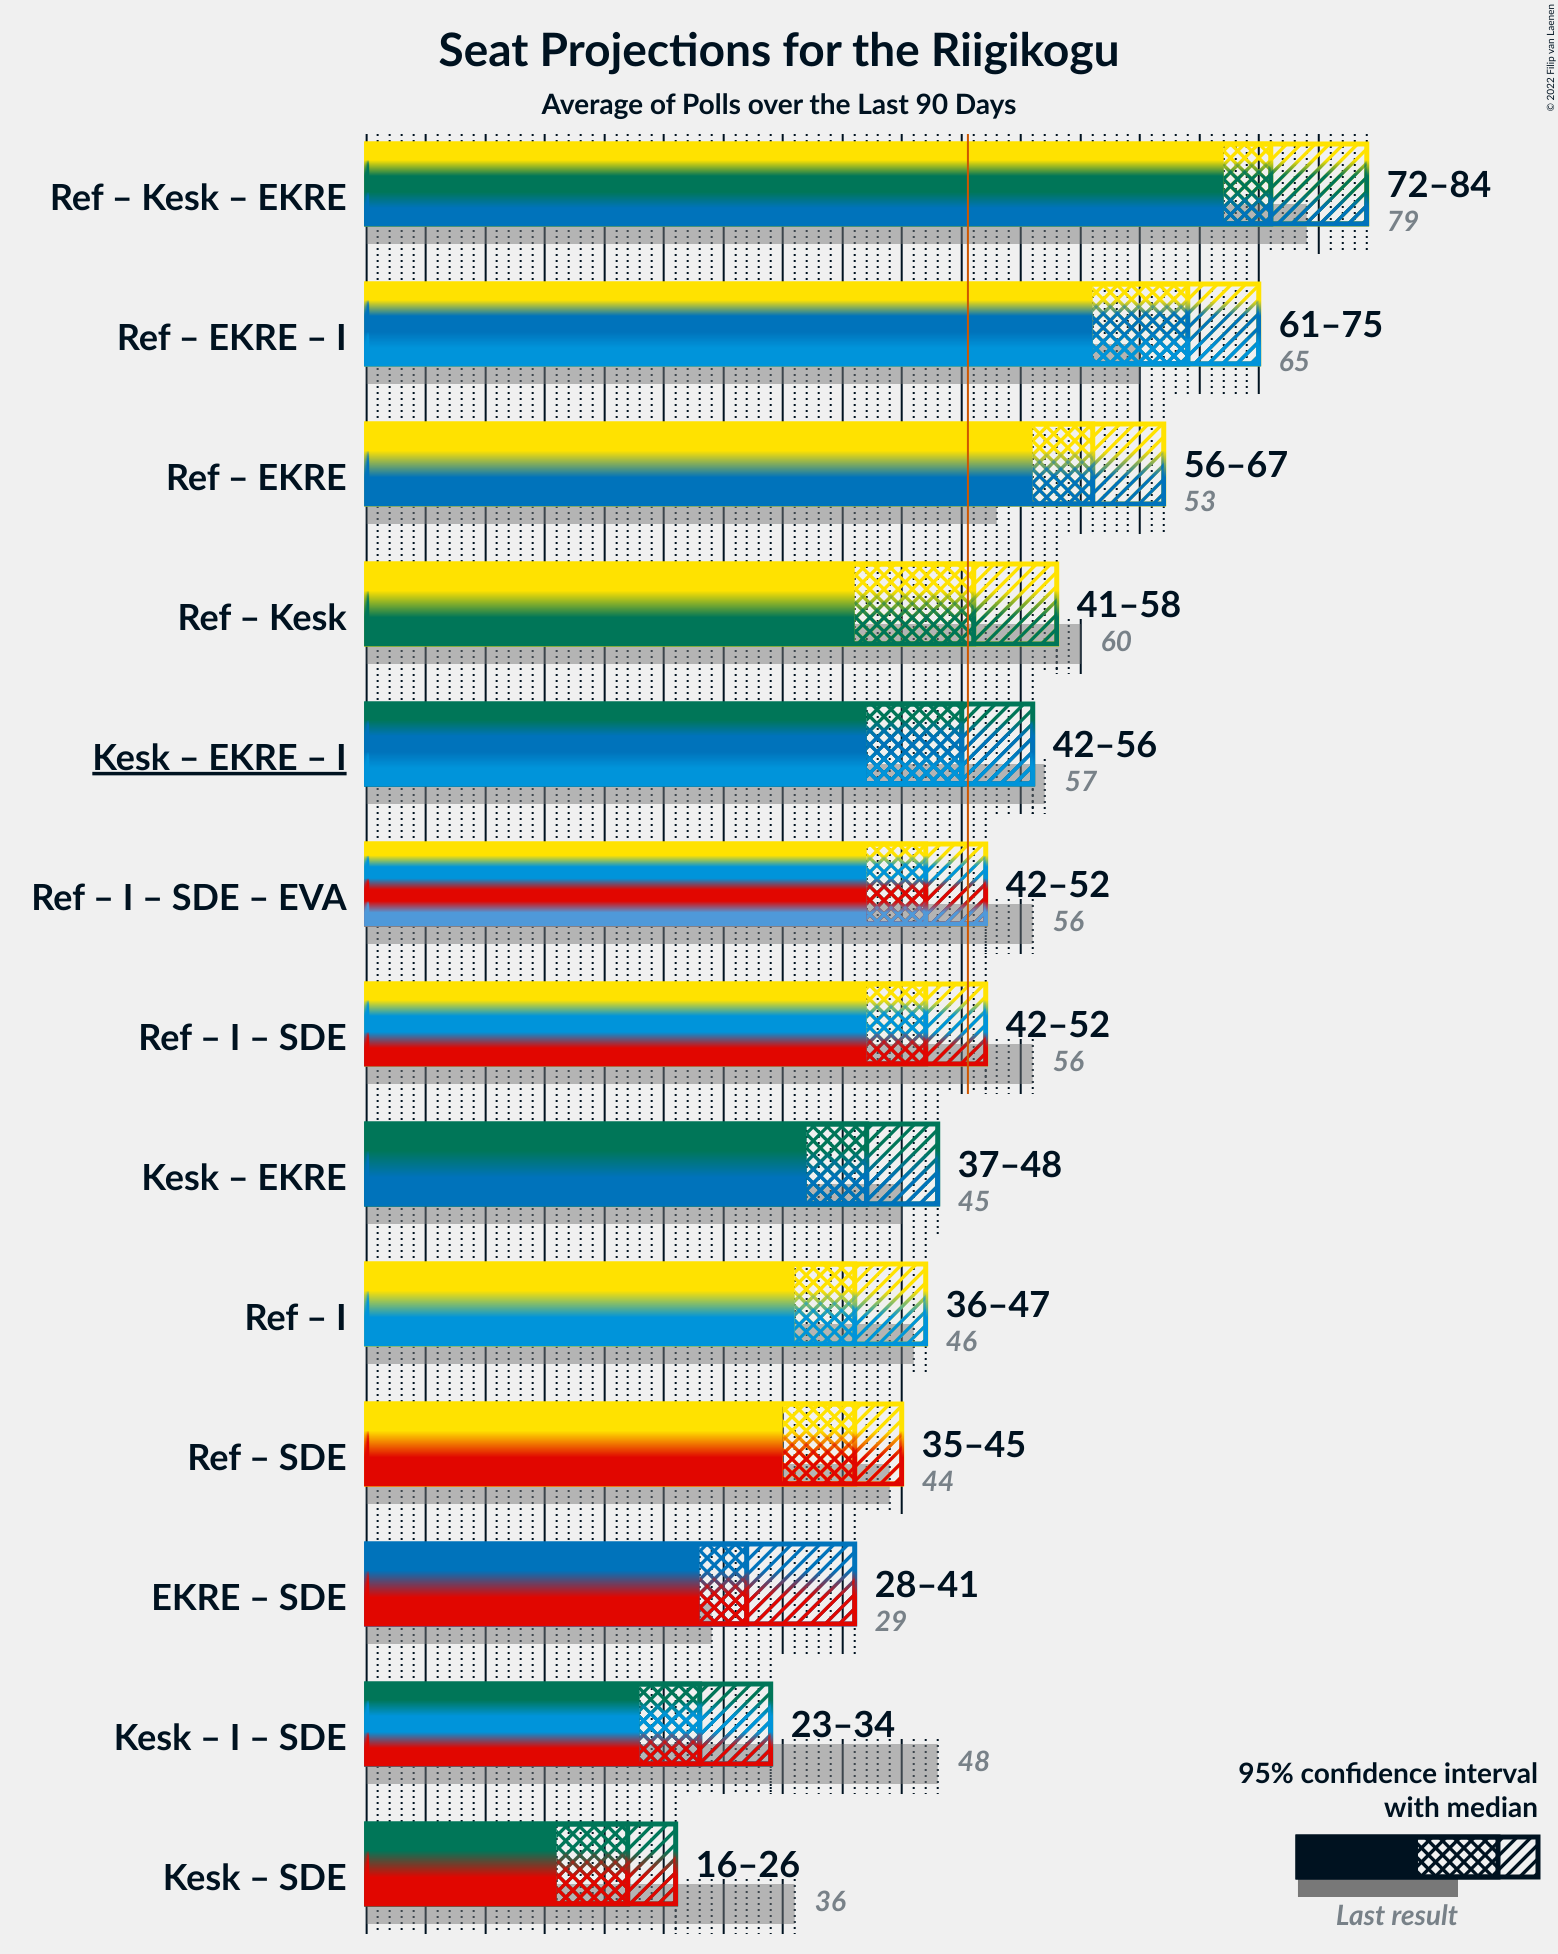 Seat Projections for the Riigikogu
Average of Polls over the Last 90 Days
© 2022 Filip van Laenen
Ref – Kesk – EKRE
72–84
79
Ref – EKRE – I
61–75
65
Ref – EKRE
56–67
53
Ref – Kesk
41–58
60
Kesk – EKRE – I
42–56
57
Ref – I – SDE – EVA
42–52
56
Ref – I – SDE
42–52
56
Kesk – EKRE
37–48
45
Ref – I
36–47
46
Ref – SDE
35–45
44
EKRE – SDE
28–41
29
Kesk – I – SDE
23–34
48
Kesk – SDE
16–26
36
95% confidence interval
with median
Last result